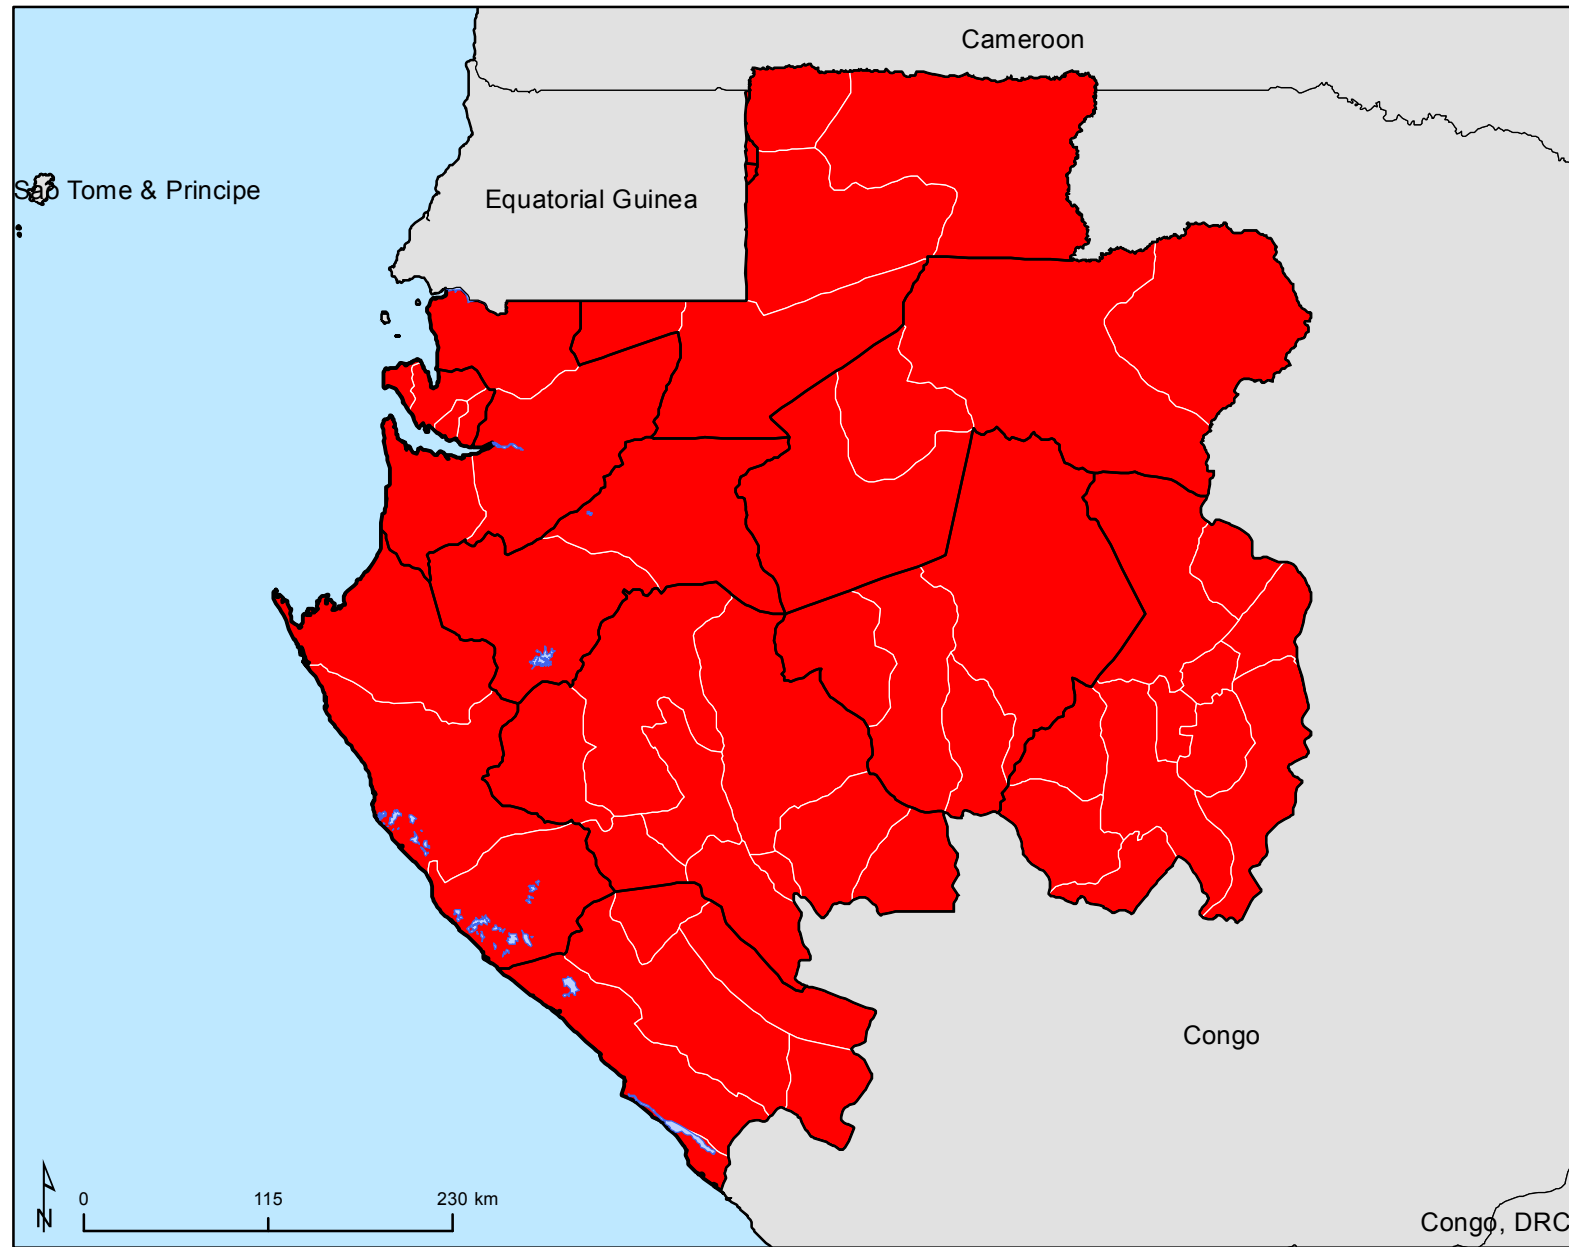 Cameroon
Sao Tome & Principe
Equatorial Guinea
Congo
N
0 115 230 km
Congo, DRC